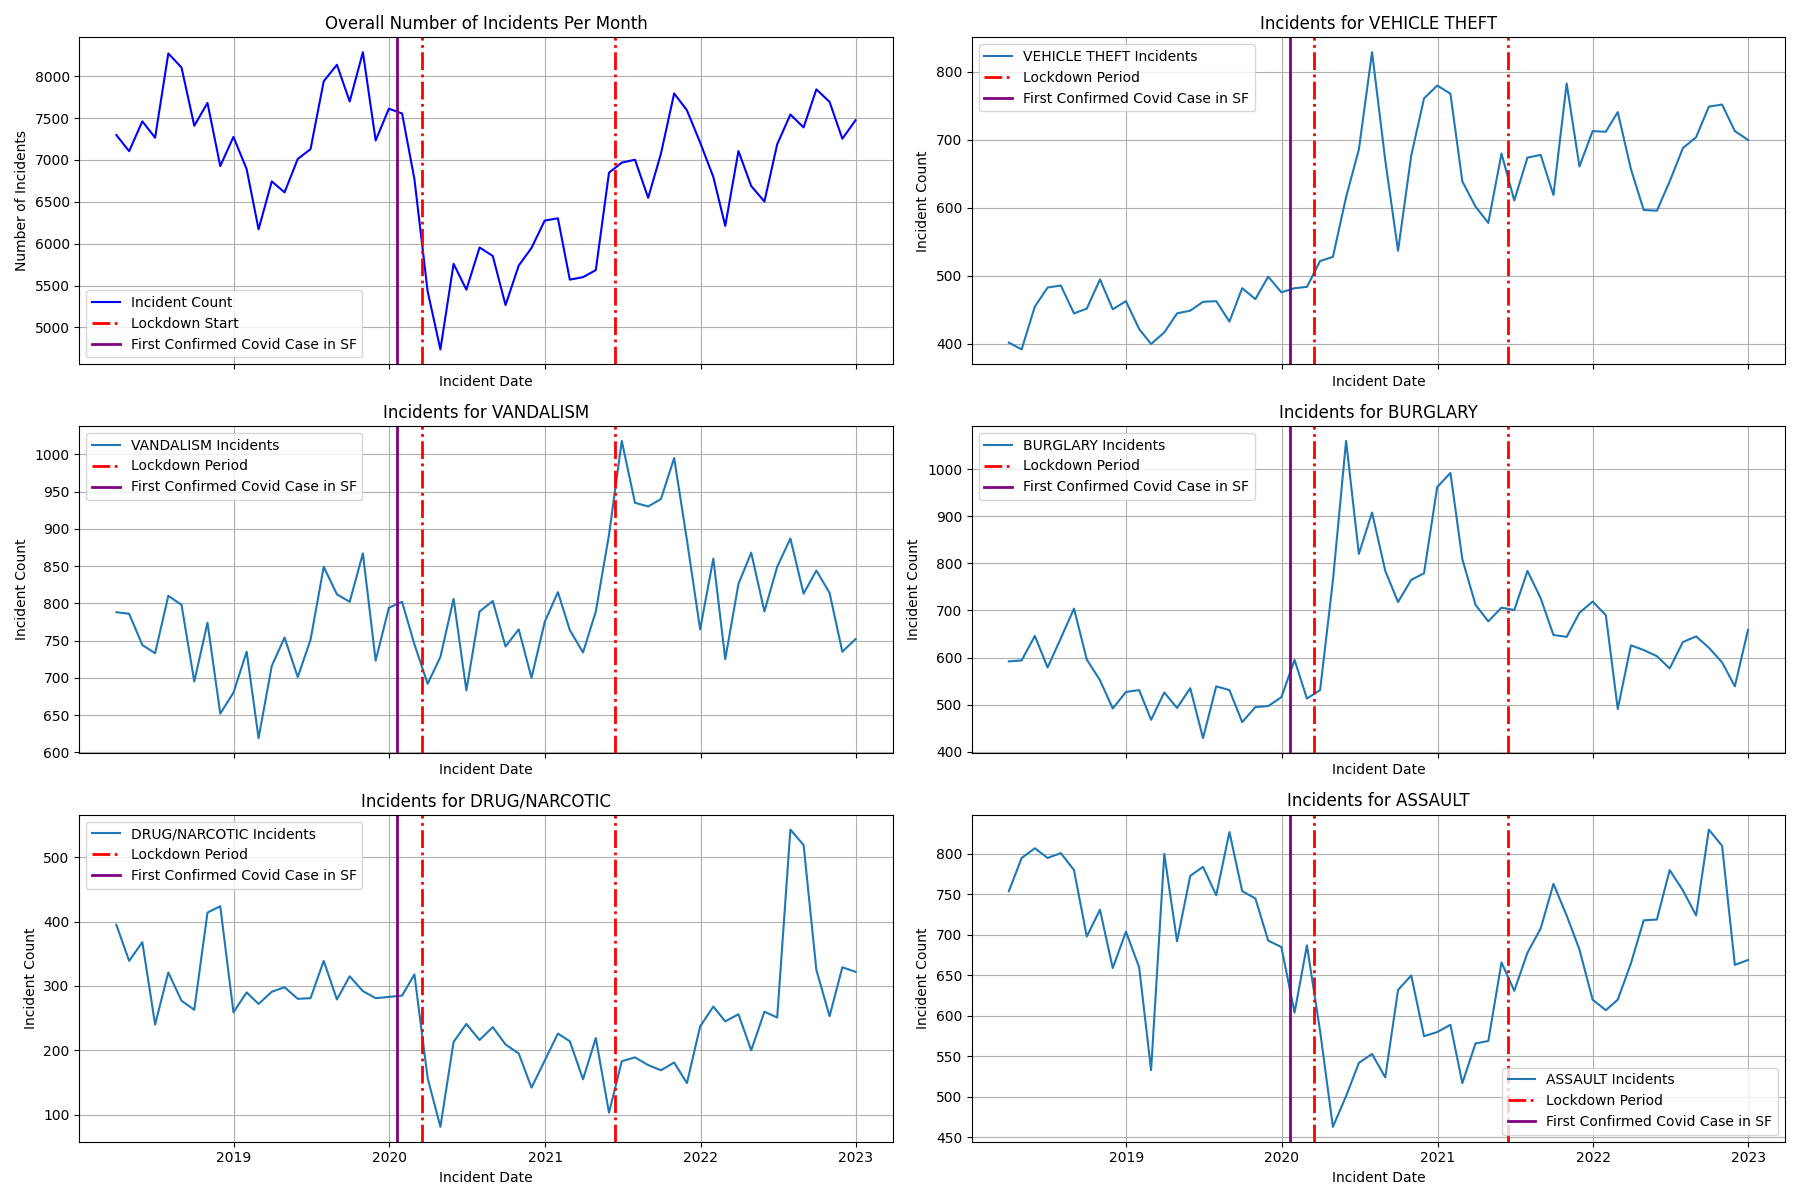 Overall Number of Incidents Per Month
Number of Incidents
8000
7500
7000
6500
6000
5500
5000
Incident Count
Lockdown Start
First Confirmed Covid Case in SF
Incident Date
Incidents for VEHICLE THEFT
Incident Count
800
700
600
500
400
VEHICLE THEFT Incidents
Lockdown Period
First Confirmed Covid Case in SF
Incident Date
Incidents for VANDALISM
Incident Count
1000
950
900
850
800
750
700
650
600
VANDALISM Incidents
Lockdown Period
First Confirmed Covid Case in SF
Incident Date
Incidents for BURGLARY
Incident Count
1000
900
800
700
600
500
400
BURGLARY Incidents
Lockdown Period
First Confirmed Covid Case in SF
Incident Date
Incidents for DRUG/NARCOTIC
Incident Count
500
400
300
200
100
DRUG/NARCOTIC Incidents
Lockdown Period
First Confirmed Covid Case in SF
2019 2020 2021 2022 2023
Incident Date
Incidents for ASSAULT
Incident Count
800
750
700
650
600
550
500
450
ASSAULT Incidents
Lockdown Period
First Confirmed Covid Case in SF
2019 2020 2021 2022 2023
Incident Date